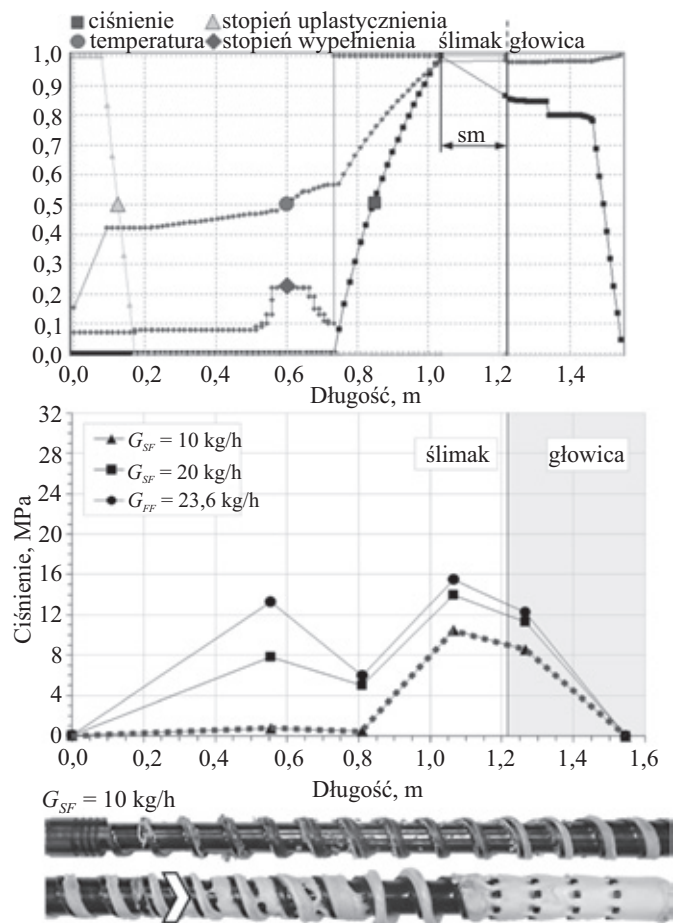 ciśnienie stopień uplastycznienia
temperatura stopień wypełnienia ślimak głowica
1,0
0,9
0,8
0,7
0,6
0,5
0,4
0,3
0,2
0,1
0,0
sm
0,0 0,2 0,4 0,6 0,8 1,0 1,2 1,4
Długość, m
32
28
24
20
16
12
8
4
0
Ciśnienie, MPa
G_SF = 10 kg/h
G_SF = 20 kg/h
G_FF = 23,6 kg/h
ślimak głowica
0,0 0,2 0,4 0,6 0,8 1,0 1,2 1,4 1,6
Długość, m
G_SF = 10 kg/h